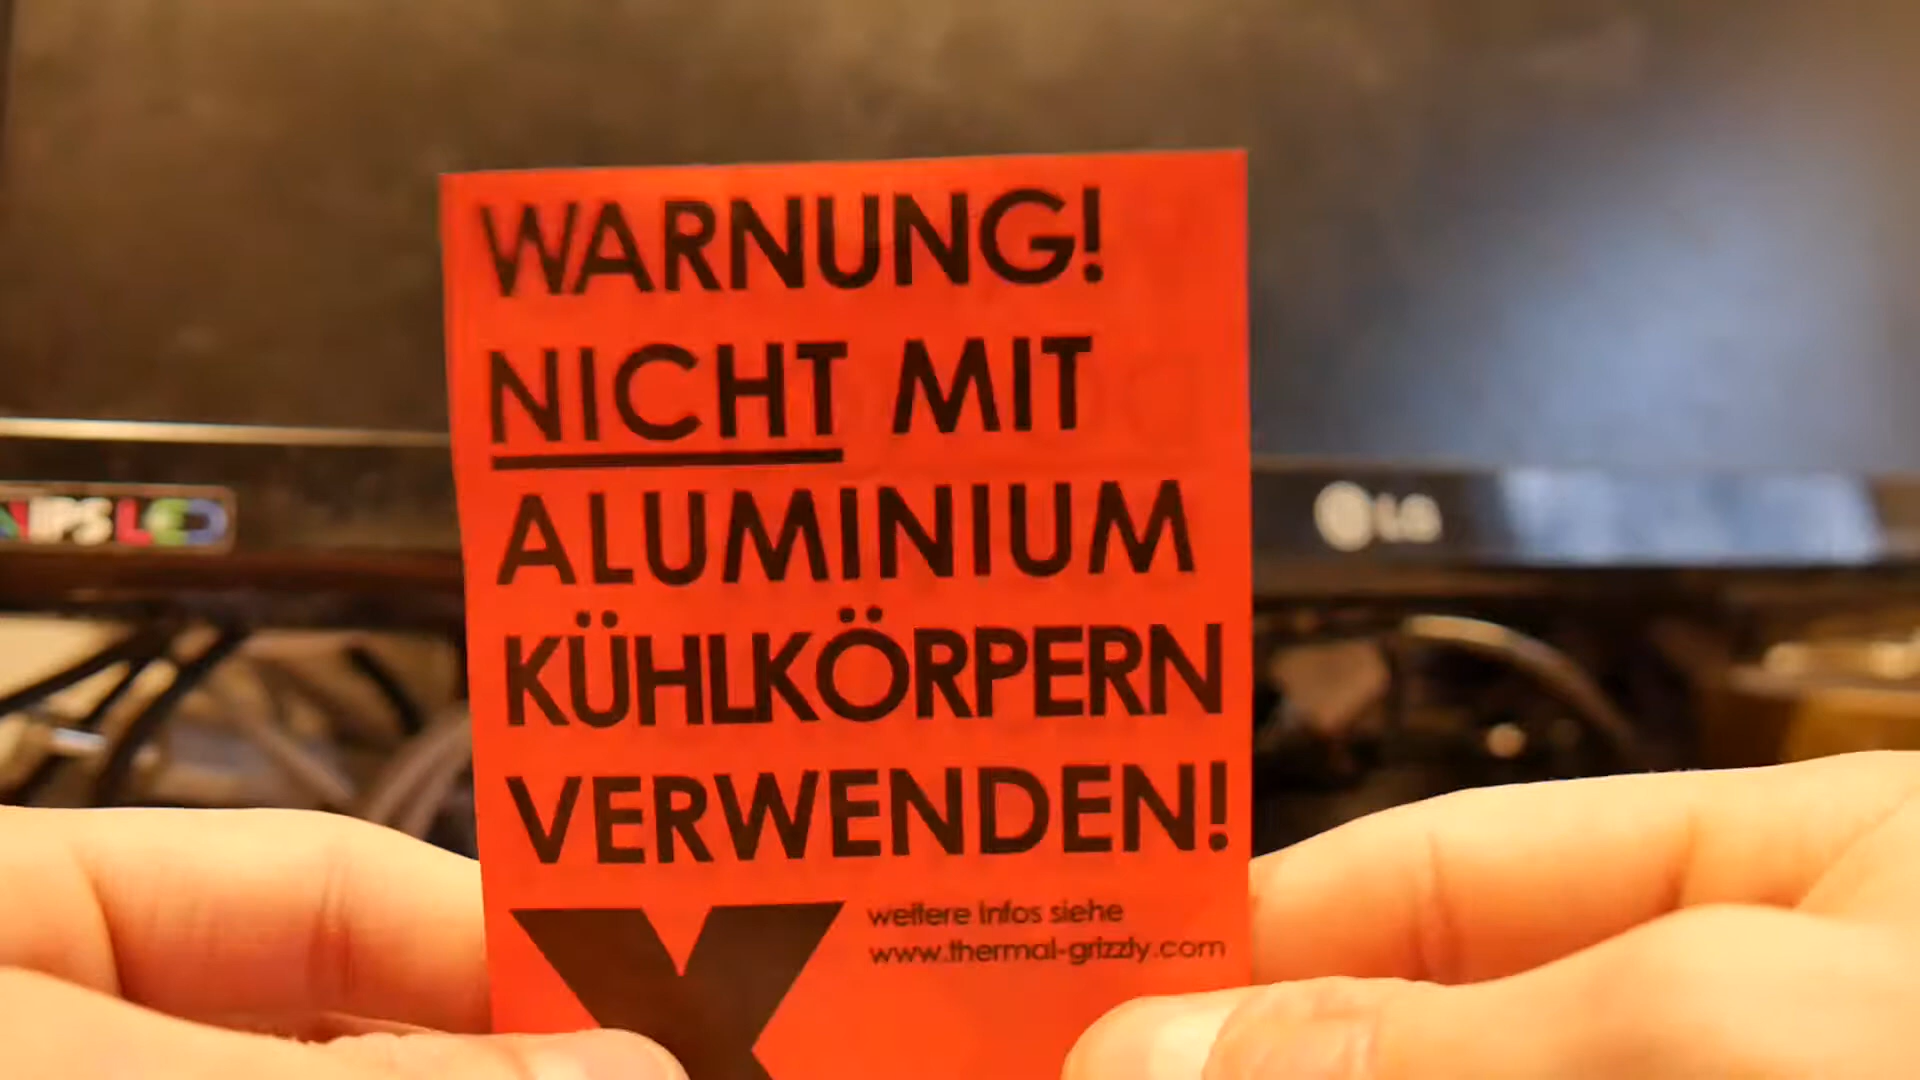 WARNUNG!
NICHT MIT
ALUMINIUM
KÜHLKÖRPERN
VERWENDEN!
weitere Infos siehe
www.thermal-grizzly.com
IPS LED
LG